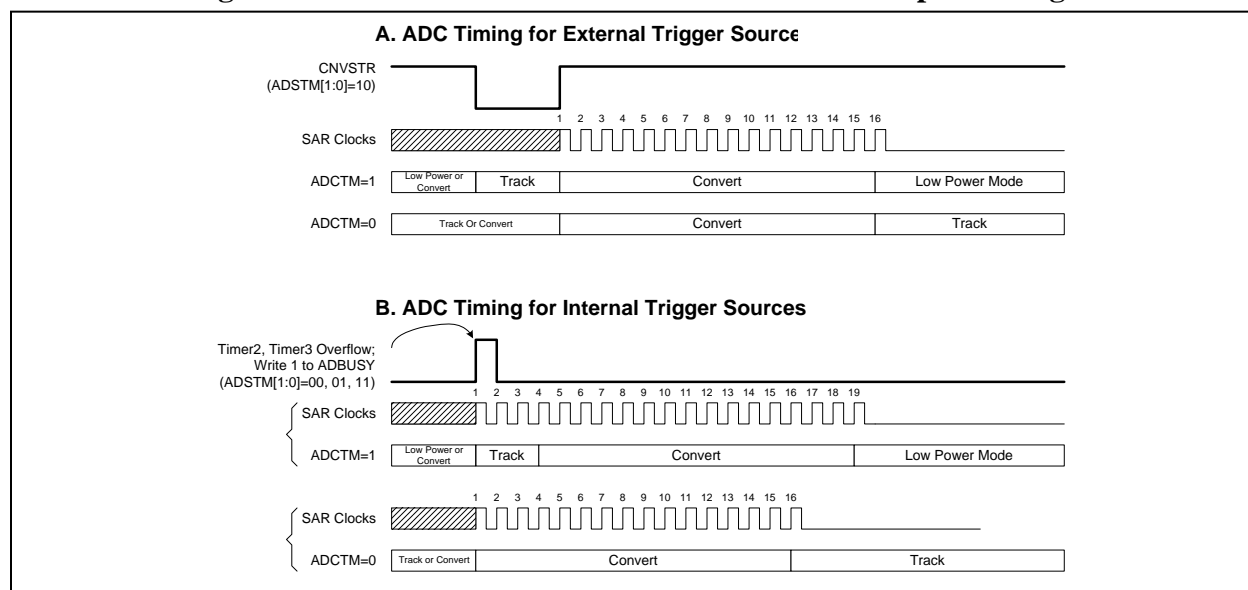 A. ADC Timing for External Trigger Source
CNVSTR
(ADSTM[1:0]=10)
1 2 3 4 5 6 7 8 9 10 11 12 13 14 15 16
SAR Clocks
ADCTM=1
Low Power or
Convert
Track
Convert
Low Power Mode
ADCTM=0
Track Or Convert
Convert
Track
B. ADC Timing for Internal Trigger Sources
Timer2, Timer3 Overflow;
Write 1 to ADBUSY
(ADSTM[1:0]=00, 01, 11)
1 2 3 4 5 6 7 8 9 10 11 12 13 14 15 16 17 18 19
SAR Clocks
ADCTM=1
Low Power or
Convert
Track
Convert
Low Power Mode
1 2 3 4 5 6 7 8 9 10 11 12 13 14 15 16
SAR Clocks
ADCTM=0
Track or Convert
Convert
Track